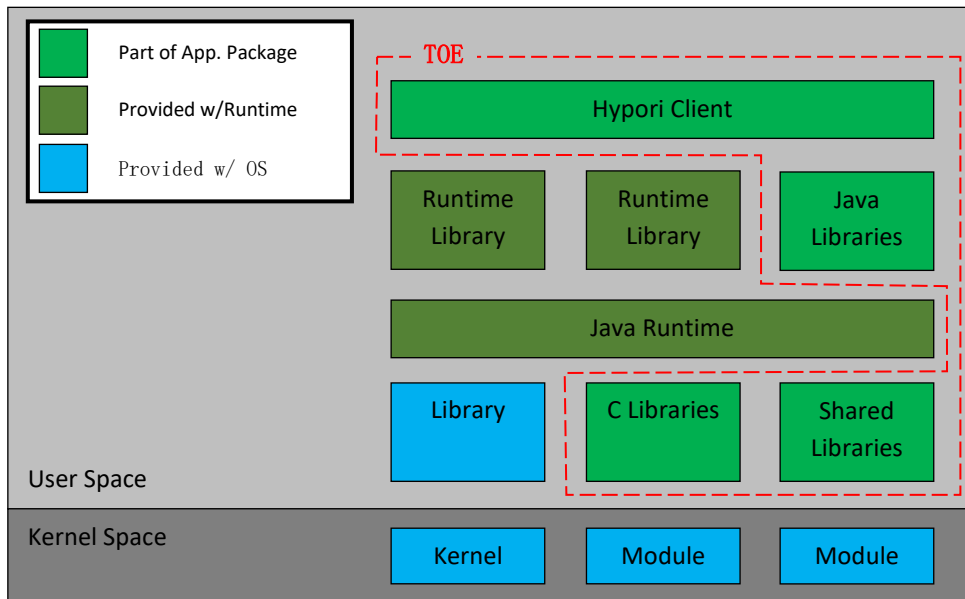 Part of App. Package
Provided w/Runtime
Provided w/ OS
TOE
Hypori Client
Runtime
Library
Runtime
Library
Java
Libraries
Java Runtime
Library
C Libraries
Shared
Libraries
User Space
Kernel Space
Kernel
Module
Module